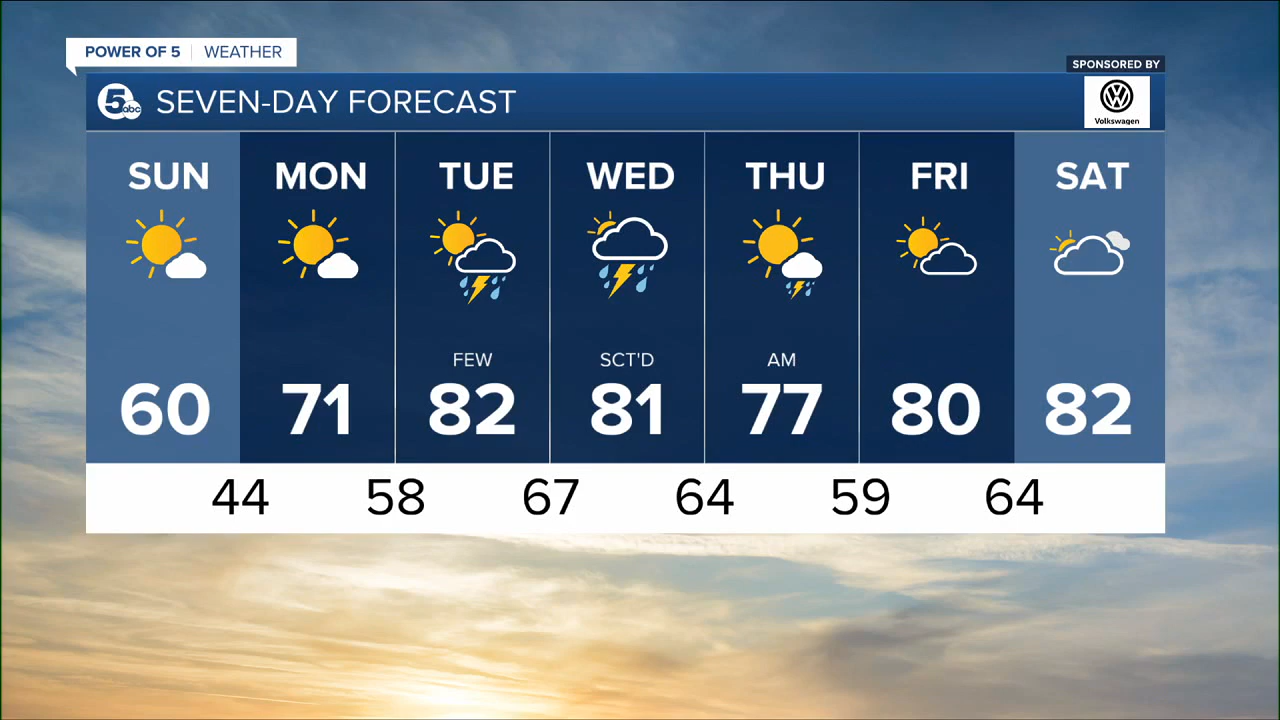 POWER OF 5 | WEATHER
SPONSORED BY
5 abc SEVEN-DAY FORECAST
Volkswagen
SUN MON TUE WED THU FRI SAT
FEW SCT'D AM
60 71 82 81 77 80 82
44 58 67 64 59 64